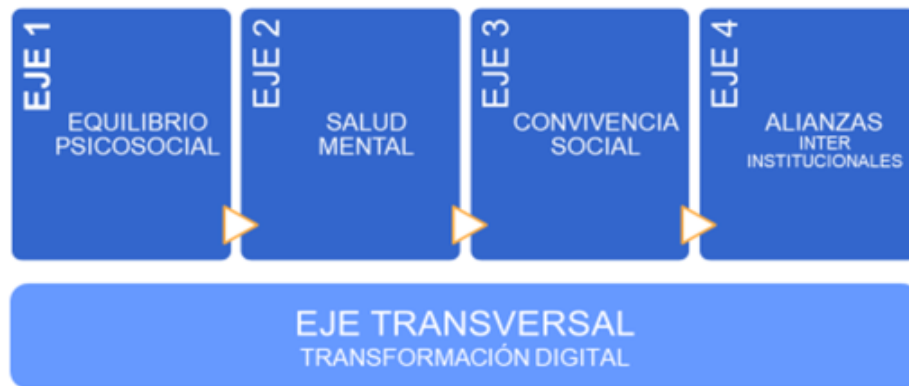 EJE 1
EQUILIBRIO
PSICOSOCIAL
EJE 2
SALUD
MENTAL
EJE 3
CONVIVENCIA
SOCIAL
EJE 4
ALIANZAS
INTER
INSTITUCIONALES
EJE TRANSVERSAL
TRANSFORMACIÓN DIGITAL